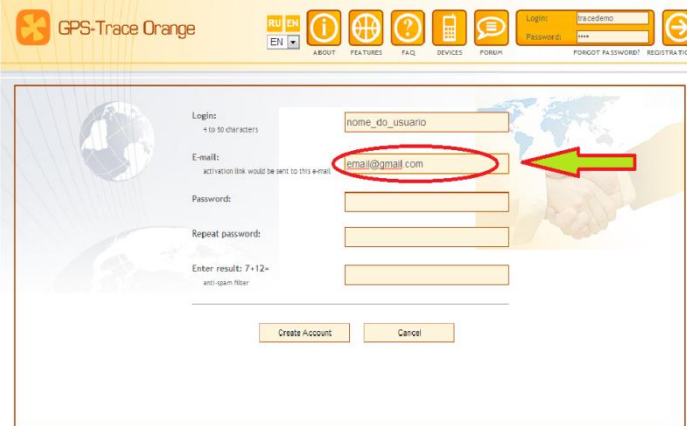 GPS-Trace Orange
RU EN
EN
ABOUT FEATURES FAQ DEVICES FORUM
Login: tracedemo
Password: ••••
FORGOT PASSWORD? REGISTRATIO
Login: nome_do_usuario
4 to 50 characters
E-mail: email@gmail.com
activation link would be sent to this e-mail
Password:
Repeat password:
Enter result: 7+12=
anti-spam filter
Create Account Cancel